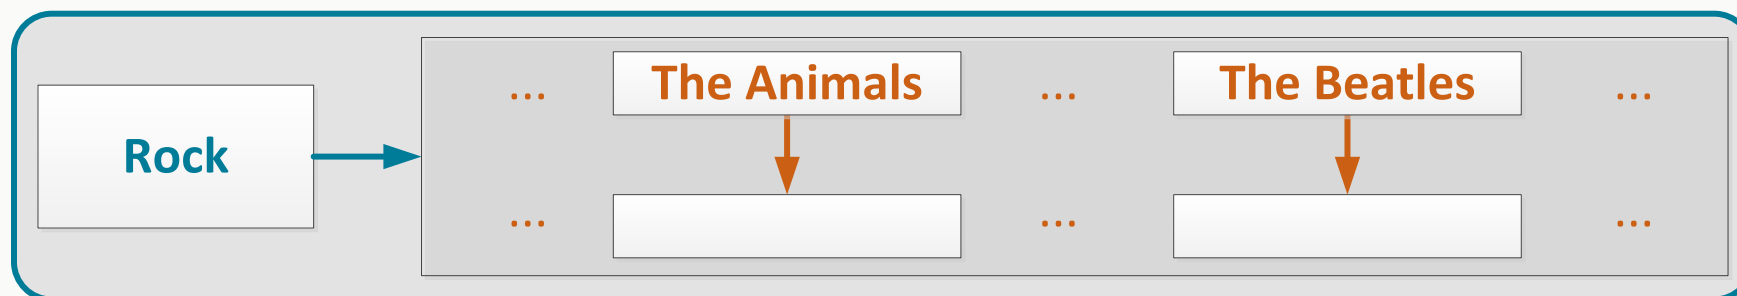 ... The Animals ... The Beatles ...
Rock
... ... ...